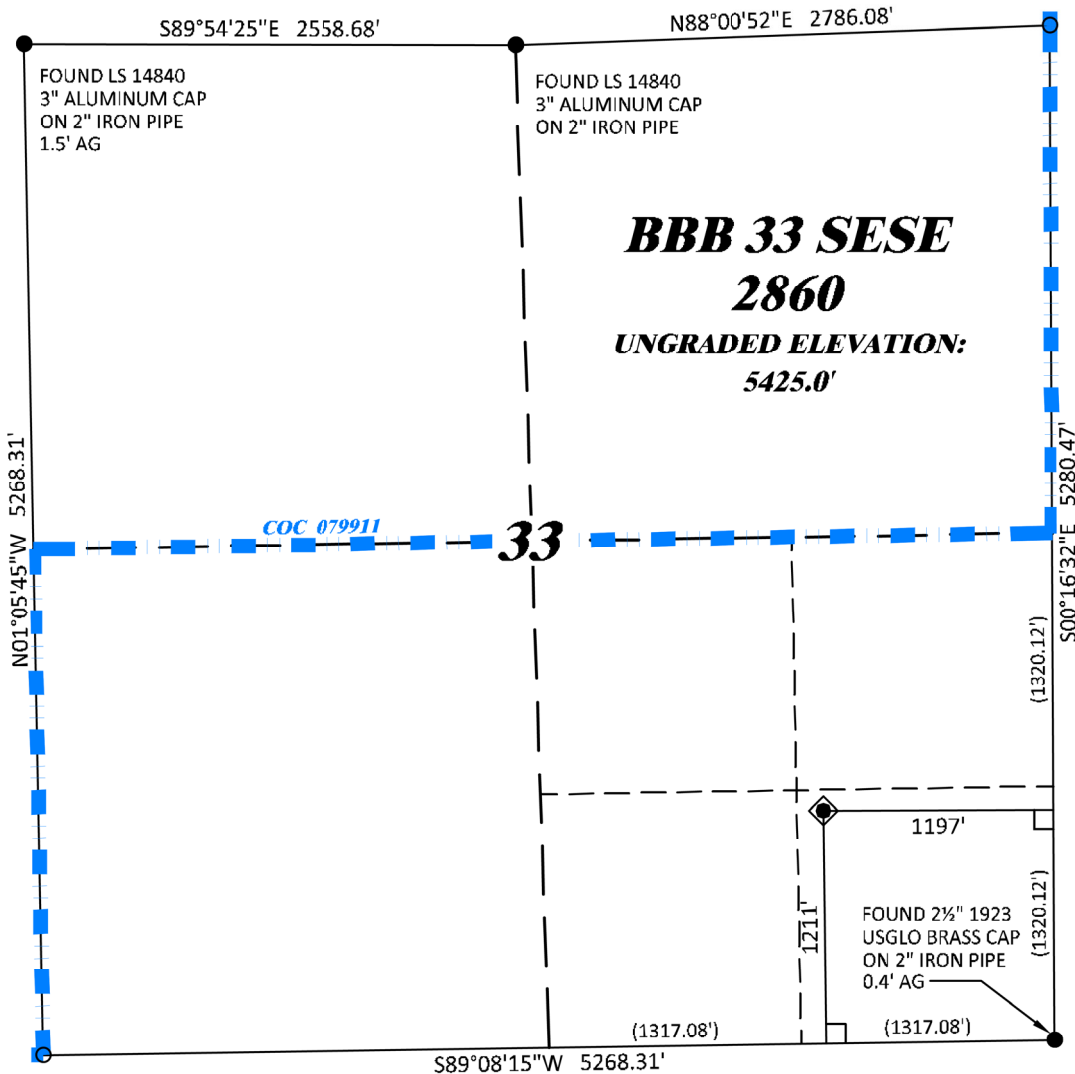 S89°54'25"E 2558.68'
N88°00'52"E 2786.08'
FOUND LS 14840
3" ALUMINUM CAP
ON 2" IRON PIPE
1.5' AG
FOUND LS 14840
3" ALUMINUM CAP
ON 2" IRON PIPE
BBB 33 SESE
2860
UNGRADED ELEVATION:
5425.0'
N01°05'45"W 5268.31'
S00°16'32"E 5280.47'
COC 079911
33
(1320.12')
1197'
1211'
FOUND 2½" 1923
USGLO BRASS CAP
ON 2" IRON PIPE
0.4' AG
(1320.12')
(1317.08')
(1317.08')
S89°08'15"W 5268.31'